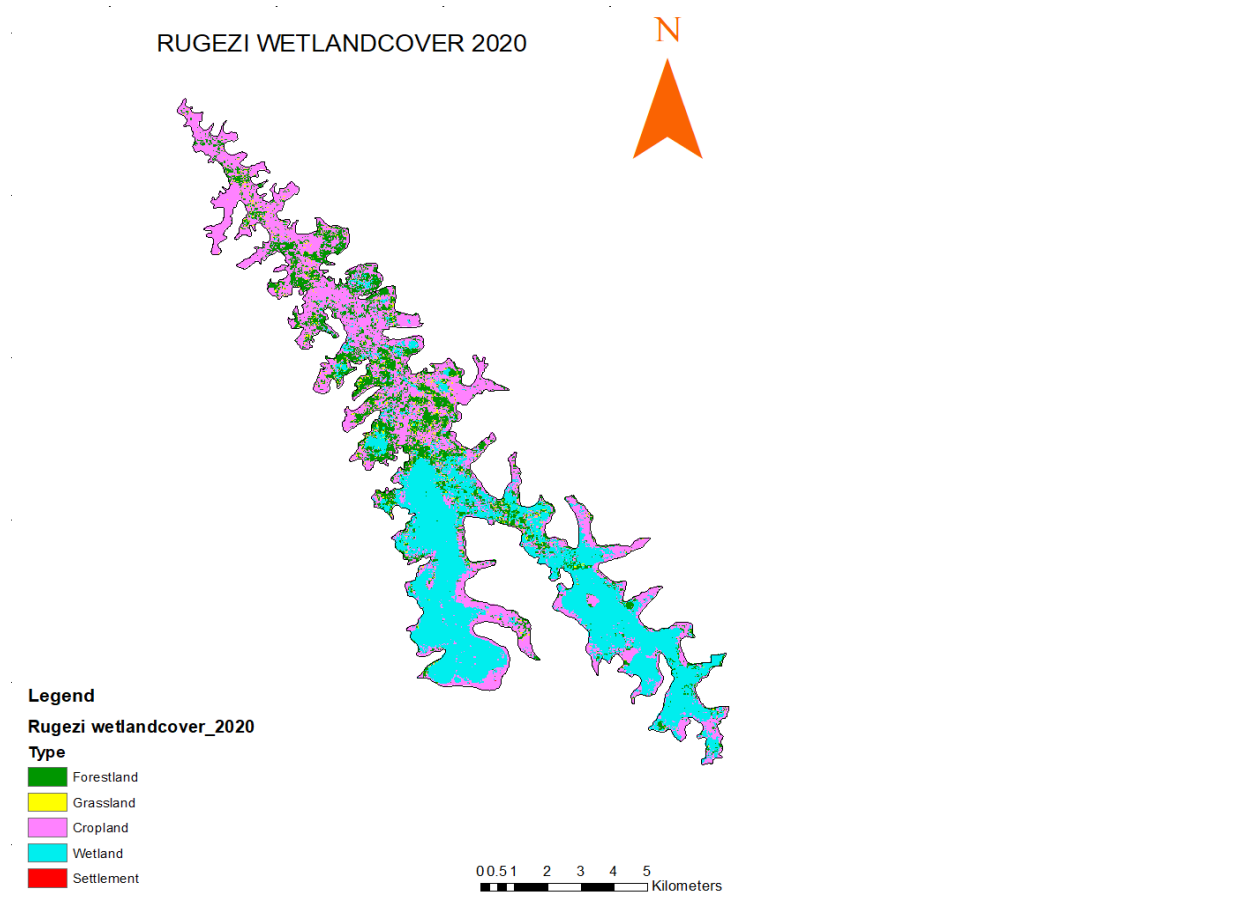 RUGEZI WETLANDCOVER 2020
N
Legend
Rugezi wetlandcover_2020
Type
Forestland
Grassland
Cropland
Wetland
Settlement
0 0.5 1 2 3 4 5
Kilometers